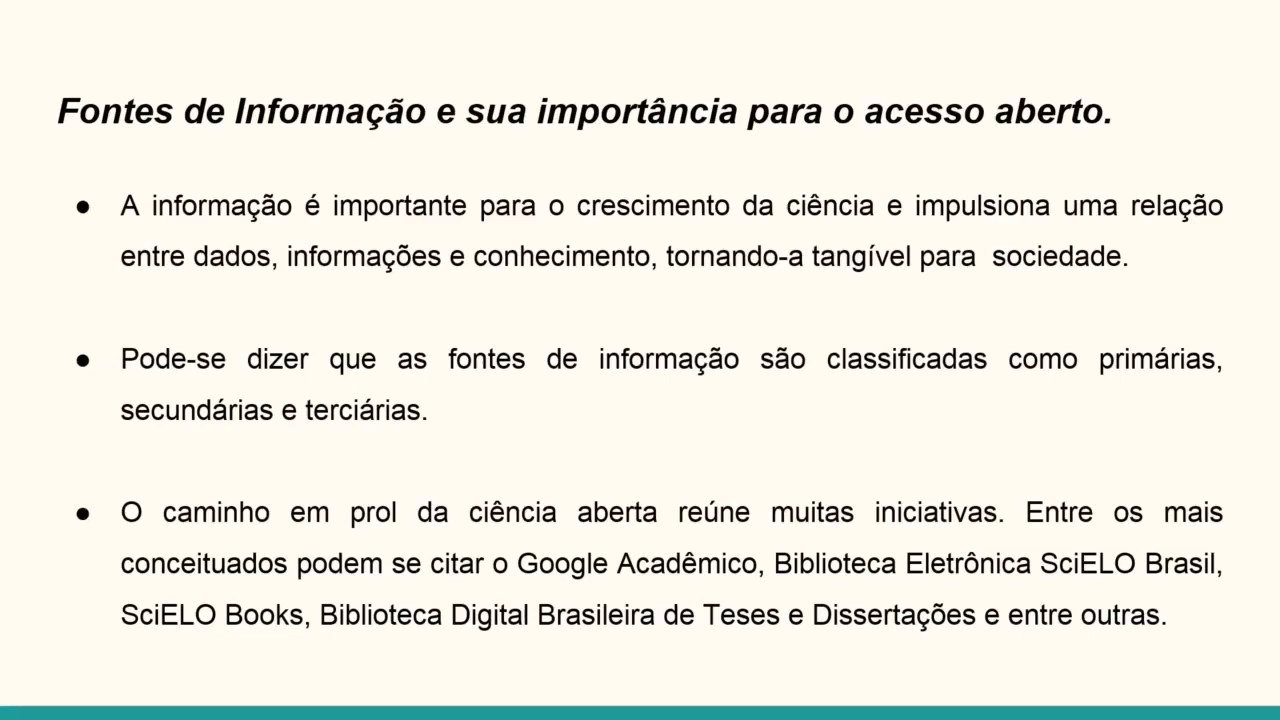 Fontes de Informação e sua importância para o acesso aberto.
● A informação é importante para o crescimento da ciência e impulsiona uma relação
entre dados, informações e conhecimento, tornando-a tangível para  sociedade.
● Pode-se dizer que as fontes de informação são classificadas como primárias,
secundárias e terciárias.
● O caminho em prol da ciência aberta reúne muitas iniciativas. Entre os mais
conceituados podem se citar o Google Acadêmico, Biblioteca Eletrônica SciELO Brasil,
SciELO Books, Biblioteca Digital Brasileira de Teses e Dissertações e entre outras.